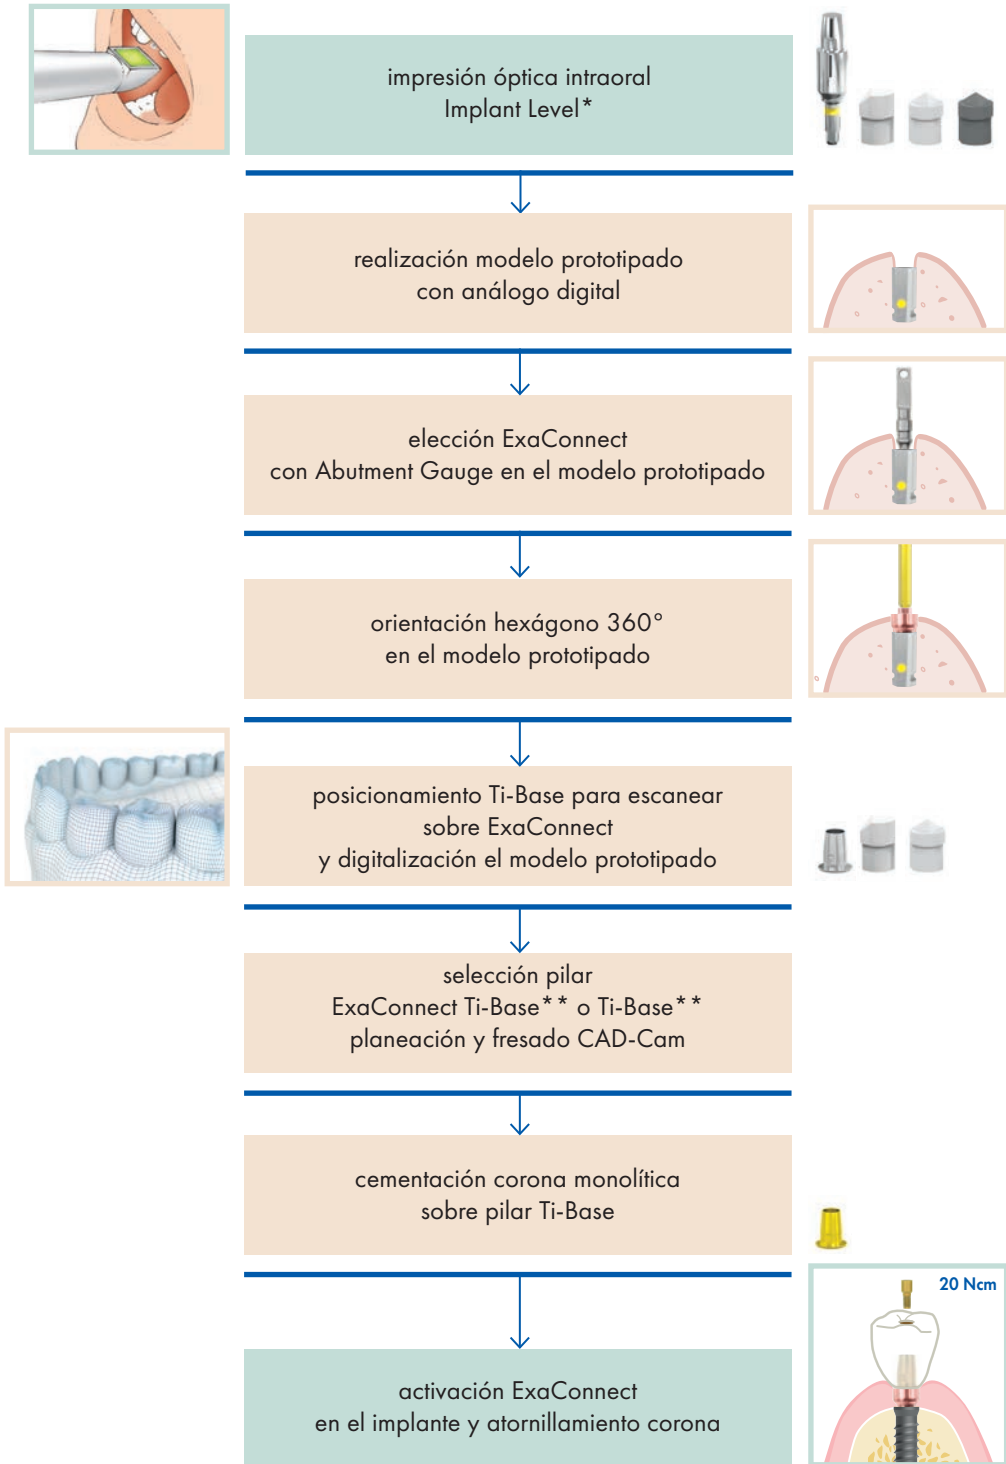 impresión óptica intraoral
Implant Level*
realización modelo prototipado
con análogo digital
elección ExaConnect
con Abutment Gauge en el modelo prototipado
orientación hexágono 360°
en el modelo prototipado
posicionamiento Ti-Base para escanear
sobre ExaConnect
y digitalización el modelo prototipado
selección pilar
ExaConnect Ti-Base** o Ti-Base**
planeación y fresado CAD-Cam
cementación corona monolítica
sobre pilar Ti-Base
20 Ncm
activación ExaConnect
en el implante y atornillamiento corona